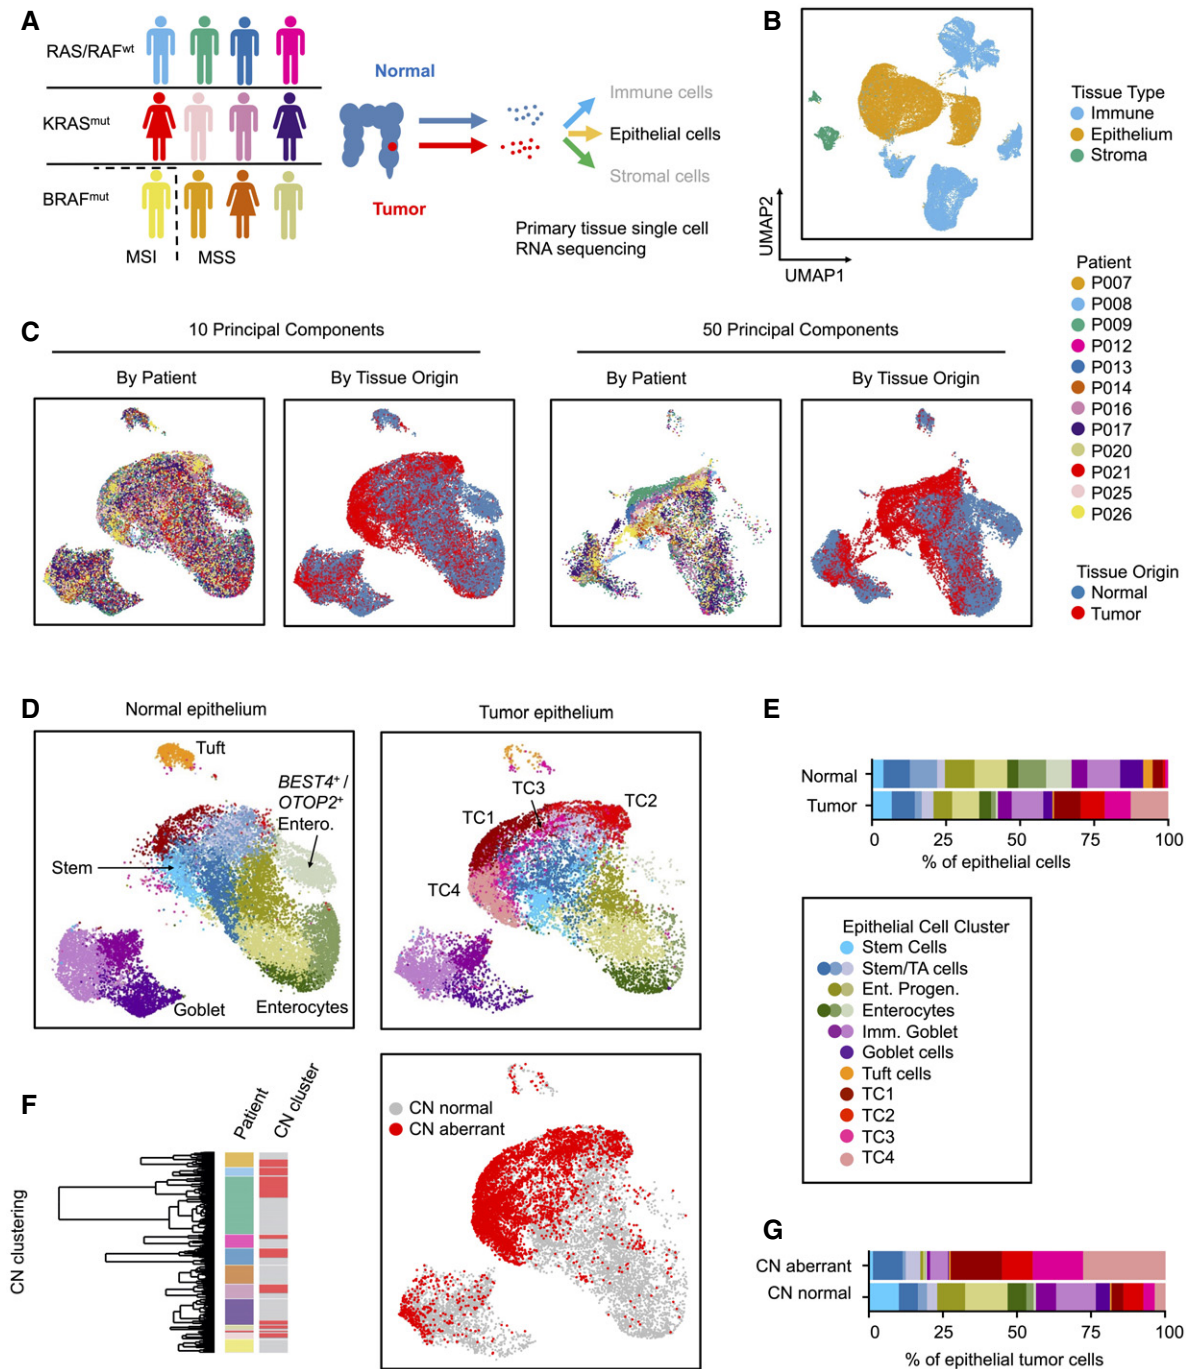 A
RAS/RAFwt
KRASmut
BRAFmut
MSI
MSS
Normal
Tumor
Immune cells
Epithelial cells
Stromal cells
Primary tissue single cell
RNA sequencing
B
UMAP2
UMAP1
Tissue Type
Immune
Epithelium
Stroma
Patient
P007
P008
P009
P012
P013
P014
P016
P017
P020
P021
P025
P026
Tissue Origin
Normal
Tumor
C
10 Principal Components
50 Principal Components
By Patient
By Tissue Origin
By Patient
By Tissue Origin
D
Normal epithelium
Tumor epithelium
Tuft
BEST4+ /
OTOP2+
Entero.
Stem
Goblet
Enterocytes
TC3
TC1
TC2
TC4
E
Normal
Tumor
0 25 50 75 100
% of epithelial cells
Epithelial Cell Cluster
Stem Cells
Stem/TA cells
Ent. Progen.
Enterocytes
Imm. Goblet
Goblet cells
Tuft cells
TC1
TC2
TC3
TC4
F
CN clustering
Patient
CN cluster
CN normal
CN aberrant
G
CN aberrant
CN normal
0 25 50 75 100
% of epithelial tumor cells